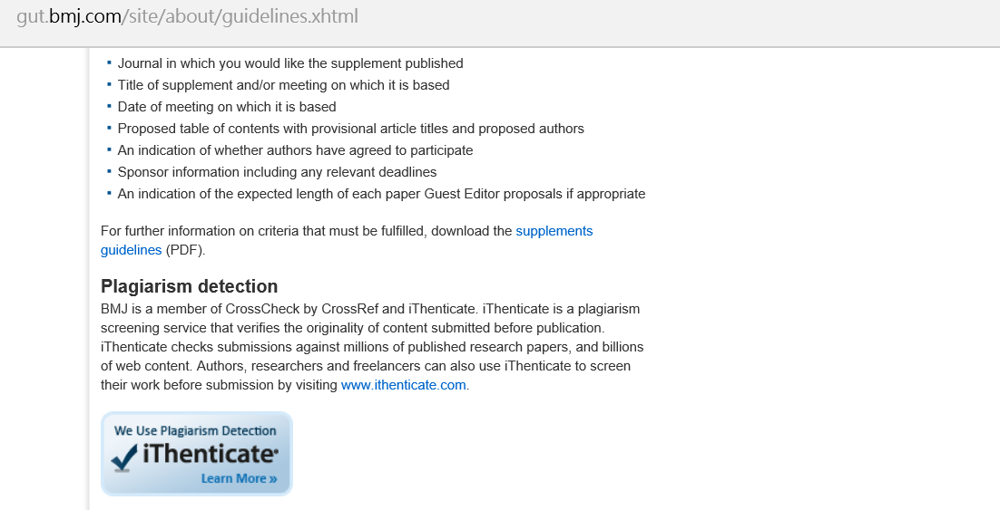 gut.bmj.com/site/about/guidelines.xhtml
Journal in which you would like the supplement published
Title of supplement and/or meeting on which it is based
Date of meeting on which it is based
Proposed table of contents with provisional article titles and proposed authors
An indication of whether authors have agreed to participate
Sponsor information including any relevant deadlines
An indication of the expected length of each paper Guest Editor proposals if appropriate
For further information on criteria that must be fulfilled, download the supplements
guidelines (PDF).
Plagiarism detection
BMJ is a member of CrossCheck by CrossRef and iThenticate. iThenticate is a plagiarism
screening service that verifies the originality of content submitted before publication.
iThenticate checks submissions against millions of published research papers, and billions
of web content. Authors, researchers and freelancers can also use iThenticate to screen
their work before submission by visiting www.ithenticate.com.
We Use Plagiarism Detection
iThenticate
Learn More »